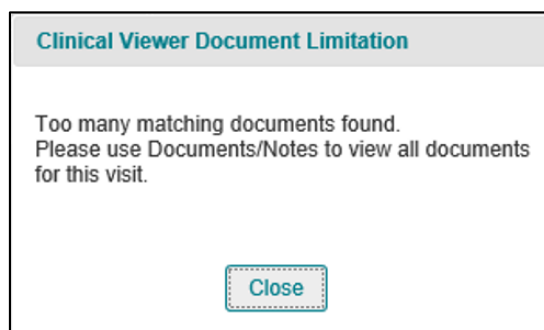 Clinical Viewer Document Limitation
Too many matching documents found.
Please use Documents/Notes to view all documents
for this visit.
Close